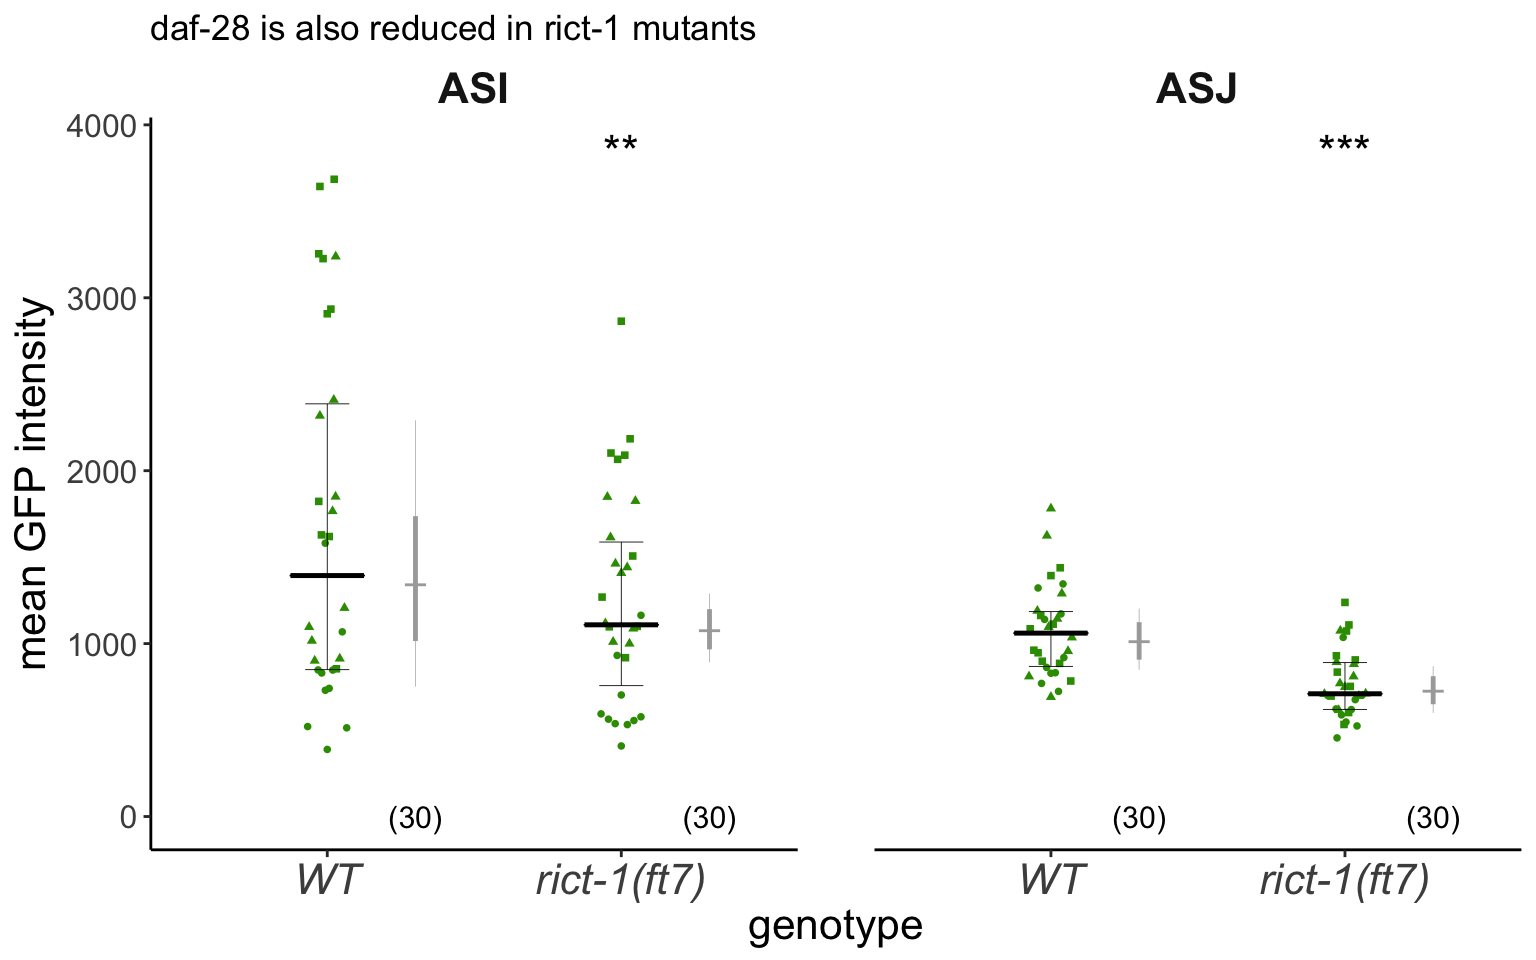 daf-28 is also reduced in rict-1 mutants
ASI
ASJ
4000
3000
2000
1000
0
mean GFP intensity
**
***
(30)
(30)
(30)
(30)
WT
rict-1(ft7)
WT
rict-1(ft7)
genotype